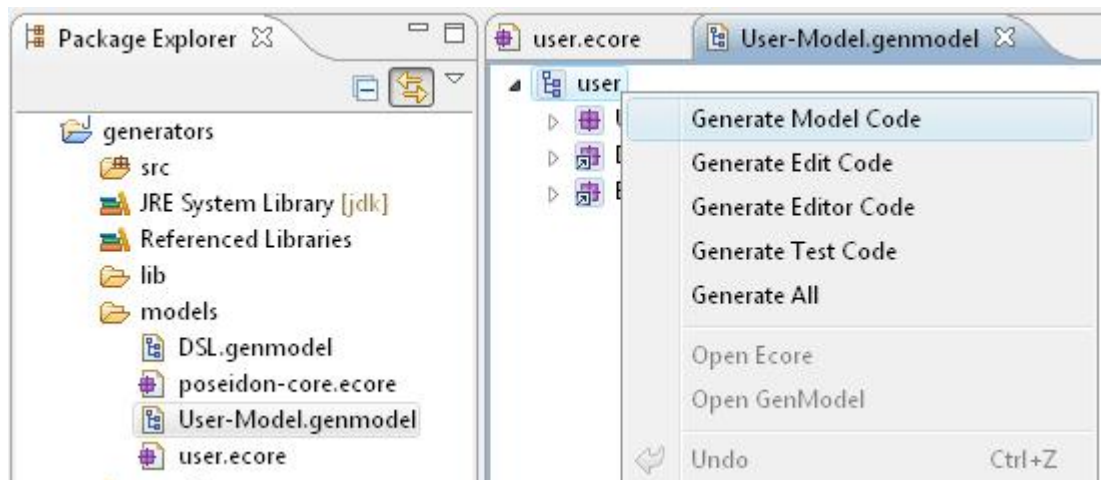 Package Explorer
generators
src
JRE System Library [jdk]
Referenced Libraries
lib
models
DSL.genmodel
poseidon-core.ecore
User-Model.genmodel
user.ecore
user.ecore
User-Model.genmodel
user
Generate Model Code
Generate Edit Code
Generate Editor Code
Generate Test Code
Generate All
Open Ecore
Open GenModel
Undo Ctrl+Z